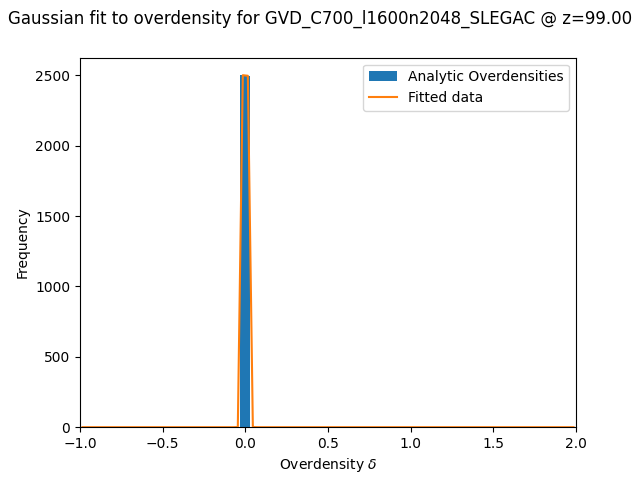 Gaussian fit to overdensity for GVD_C700_l1600n2048_SLEGAC @ z=99.00
Analytic Overdensities
Fitted data
Frequency
2500
2000
1500
1000
500
0
−1.0 −0.5 0.0 0.5 1.0 1.5 2.0
Overdensity δ